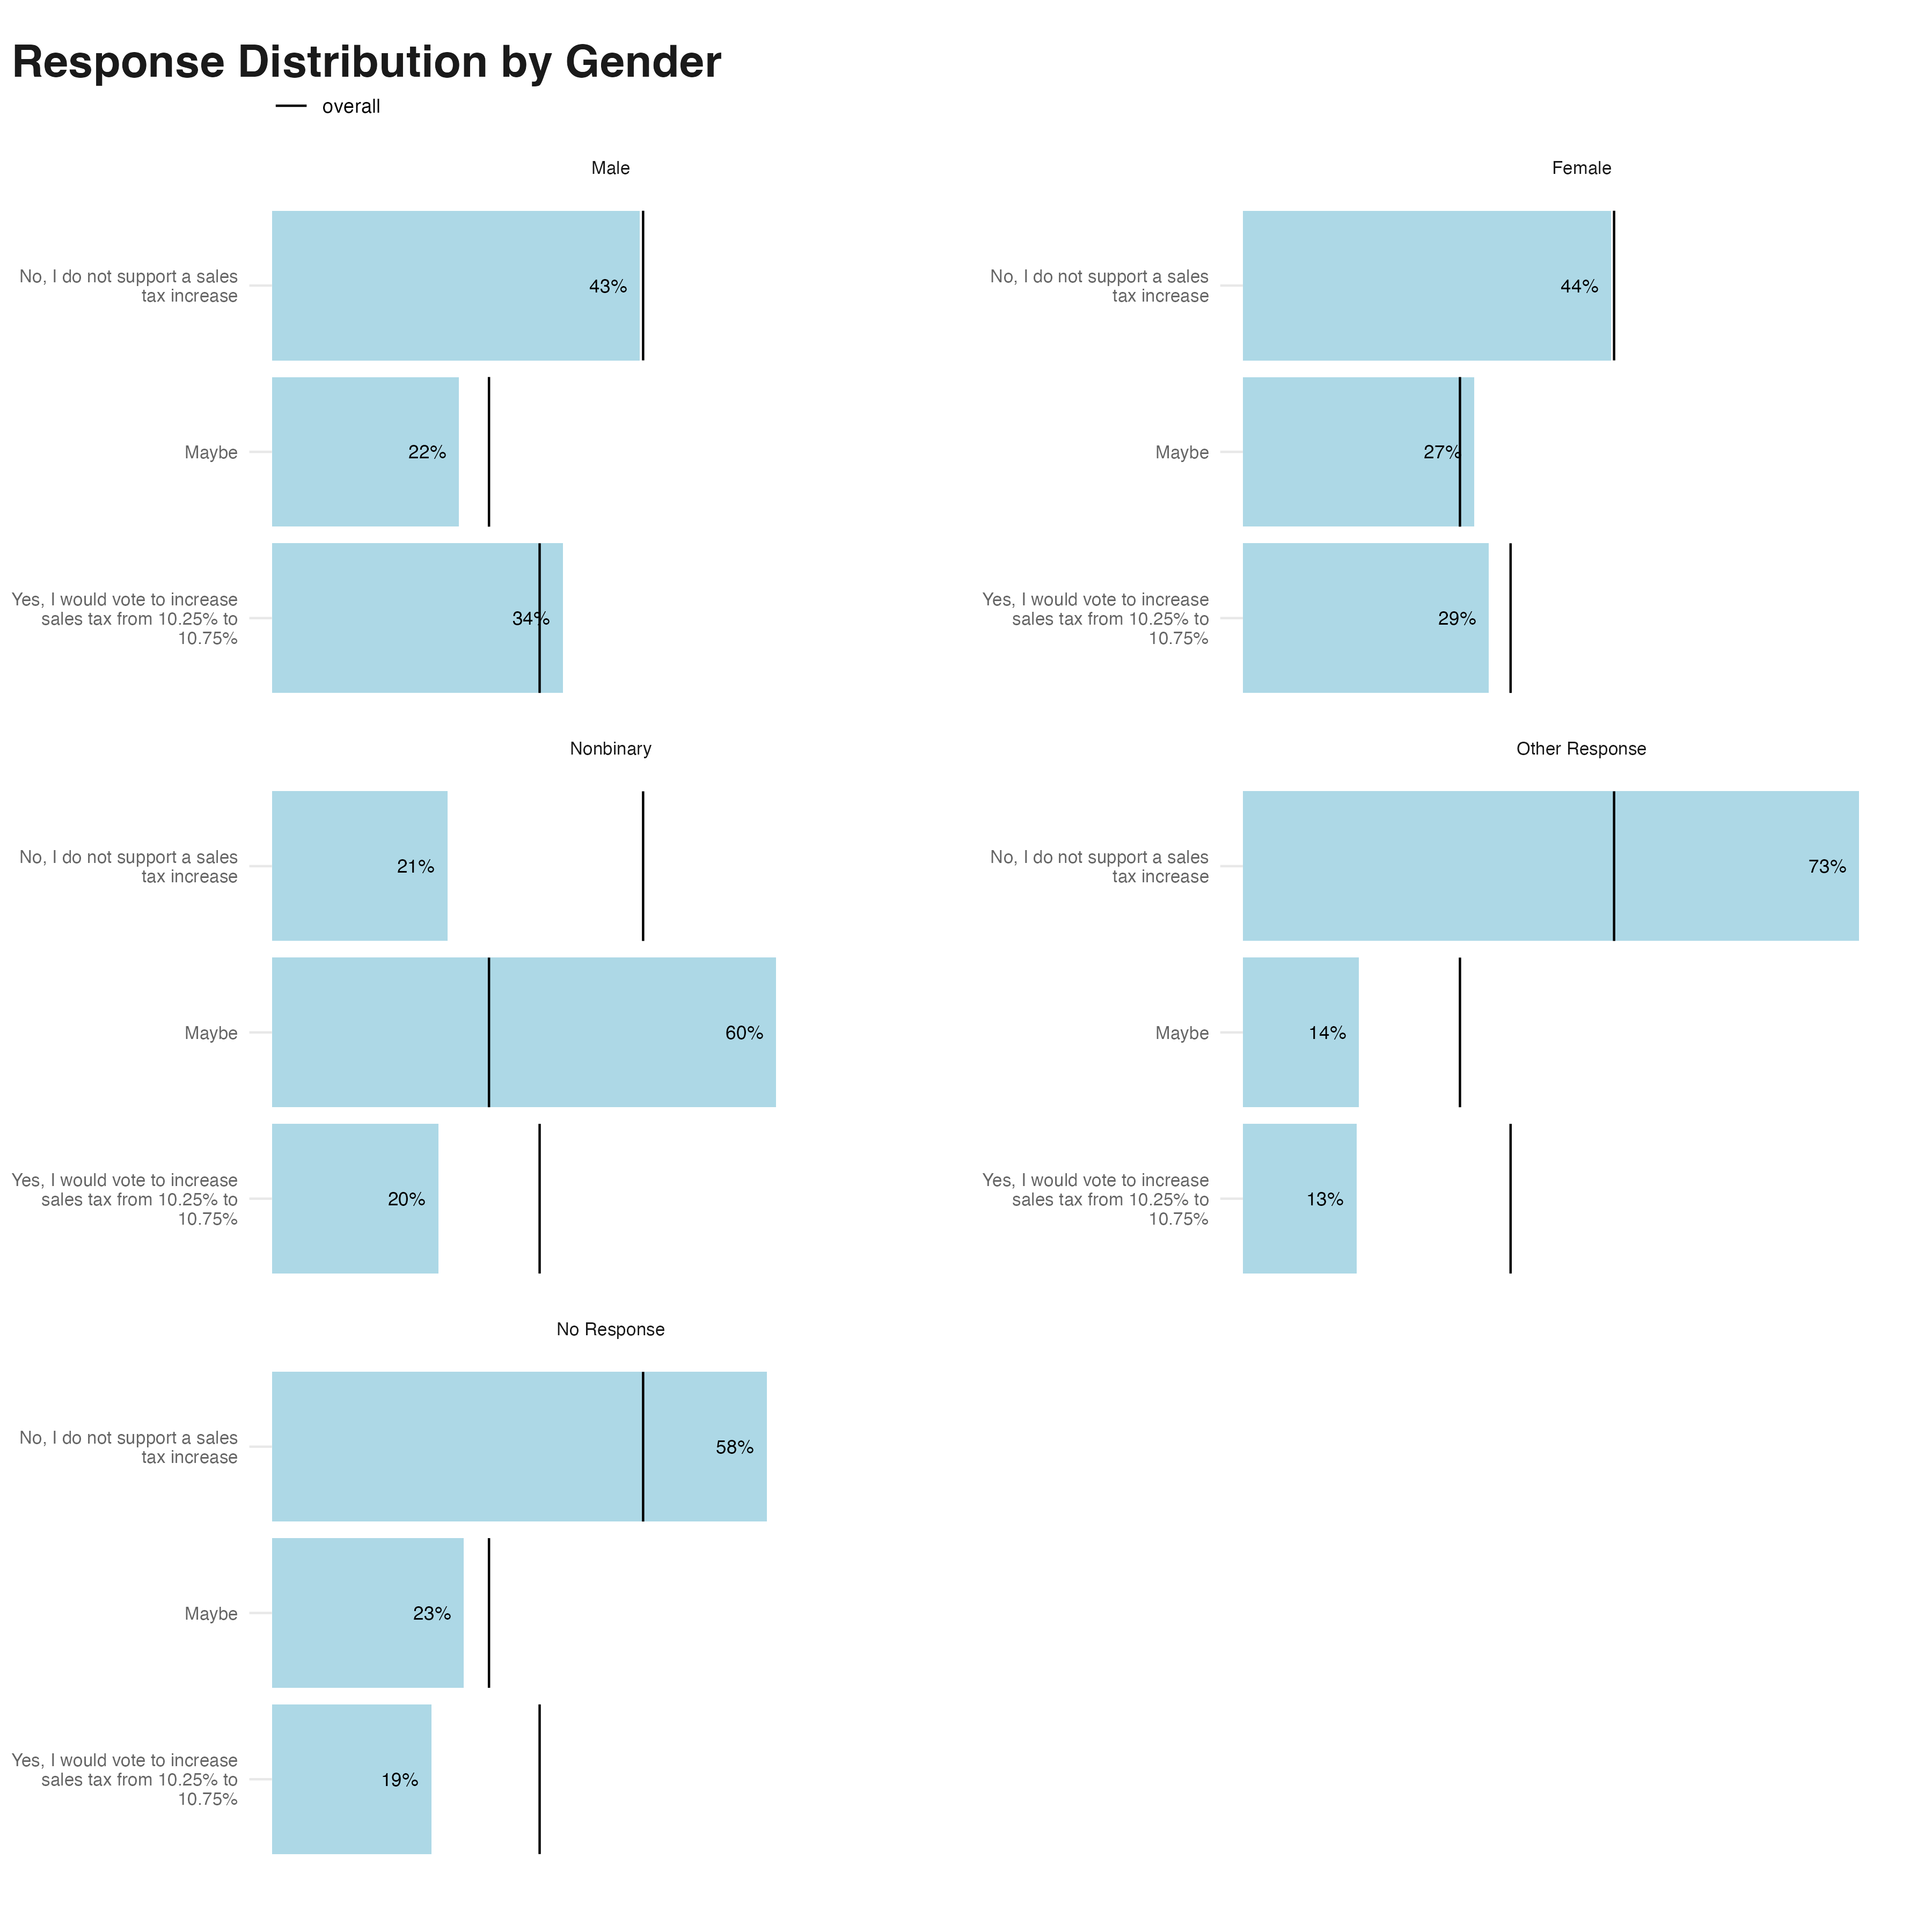 Response Distribution by Gender
overall
Male
No, I do not support a sales
tax increase
43%
Maybe
22%
Yes, I would vote to increase
sales tax from 10.25% to
10.75%
34%
Female
No, I do not support a sales
tax increase
44%
Maybe
27%
Yes, I would vote to increase
sales tax from 10.25% to
10.75%
29%
Nonbinary
No, I do not support a sales
tax increase
21%
Maybe
60%
Yes, I would vote to increase
sales tax from 10.25% to
10.75%
20%
Other Response
No, I do not support a sales
tax increase
73%
Maybe
14%
Yes, I would vote to increase
sales tax from 10.25% to
10.75%
13%
No Response
No, I do not support a sales
tax increase
58%
Maybe
23%
Yes, I would vote to increase
sales tax from 10.25% to
10.75%
19%